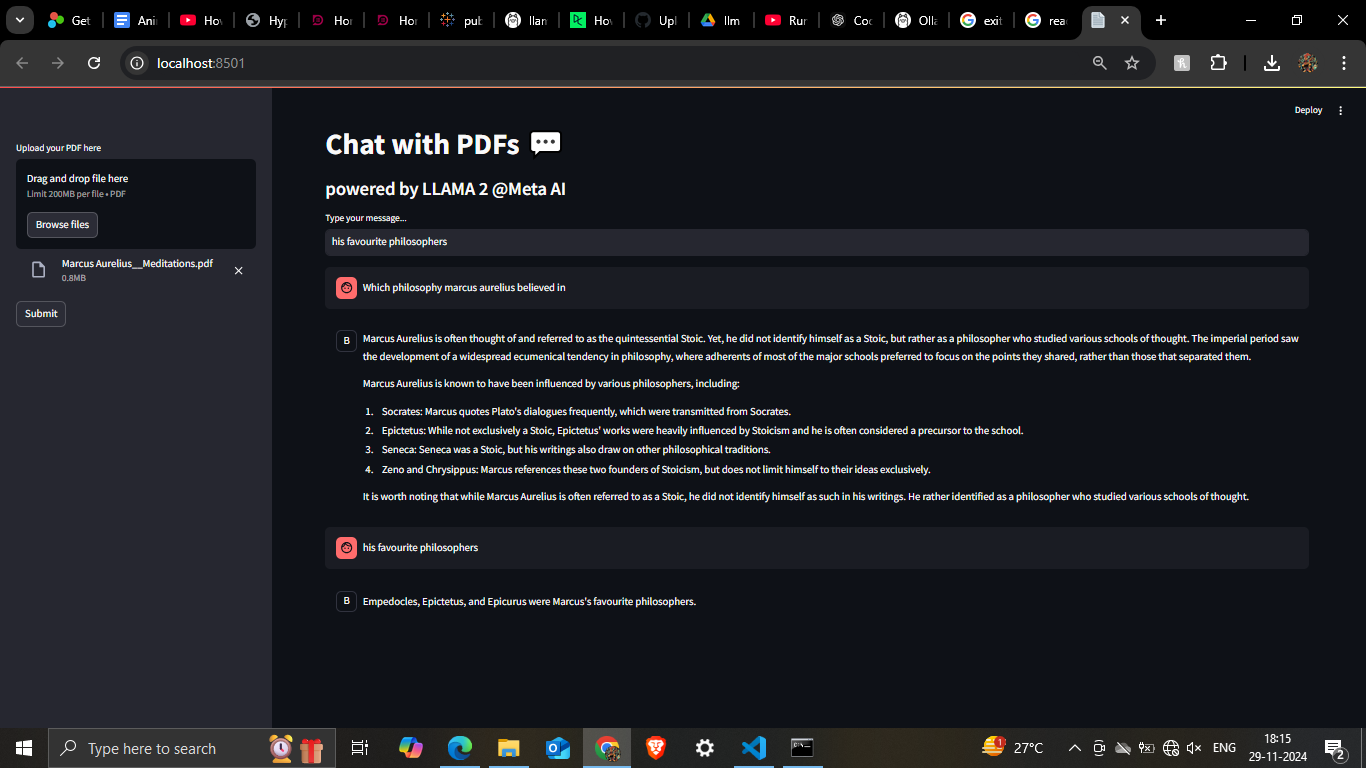 Get
Ani
Hov
Hyp
Hor
Hor
pub
llan
Hov
Upl
llm
Rur
Coc
Olla
exit
rea
localhost:8501
Deploy
Upload your PDF here
Drag and drop file here
Limit 200MB per file • PDF
Browse files
Marcus Aurelius__Meditations.pdf
0.8MB
Submit
Chat with PDFs
powered by LLAMA 2 @Meta AI
Type your message...
his favourite philosophers
Which philosophy marcus aurelius believed in
B
Marcus Aurelius is often thought of and referred to as the quintessential Stoic. Yet, he did not identify himself as a Stoic, but rather as a philosopher who studied various schools of thought. The imperial period saw
the development of a widespread ecumenical tendency in philosophy, where adherents of most of the major schools preferred to focus on the points they shared, rather than those that separated them.
Marcus Aurelius is known to have been influenced by various philosophers, including:
1. Socrates: Marcus quotes Plato's dialogues frequently, which were transmitted from Socrates.
2. Epictetus: While not exclusively a Stoic, Epictetus' works were heavily influenced by Stoicism and he is often considered a precursor to the school.
3. Seneca: Seneca was a Stoic, but his writings also draw on other philosophical traditions.
4. Zeno and Chrysippus: Marcus references these two founders of Stoicism, but does not limit himself to their ideas exclusively.
It is worth noting that while Marcus Aurelius is often referred to as a Stoic, he did not identify himself as such in his writings. He rather identified as a philosopher who studied various schools of thought.
his favourite philosophers
B
Empedocles, Epictetus, and Epicurus were Marcus's favourite philosophers.
Type here to search
1
27°C
ENG
18:15
29-11-2024
2